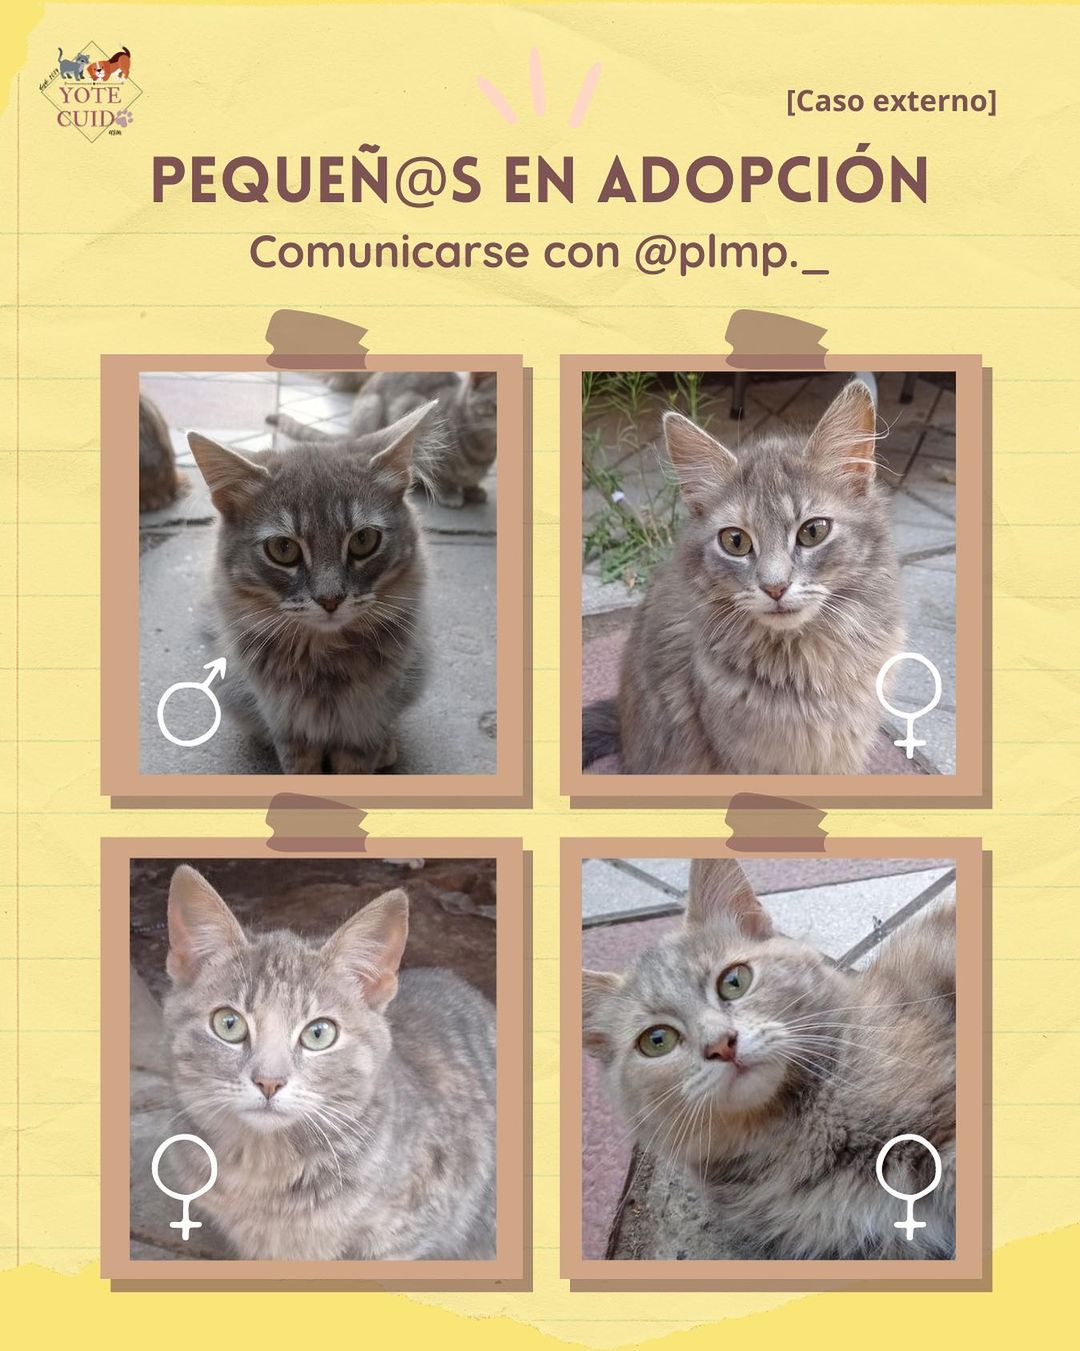 YOTE
CUIDO
[Caso externo]
PEQUEÑ@S EN ADOPCIÓN
Comunicarse con @plmp._